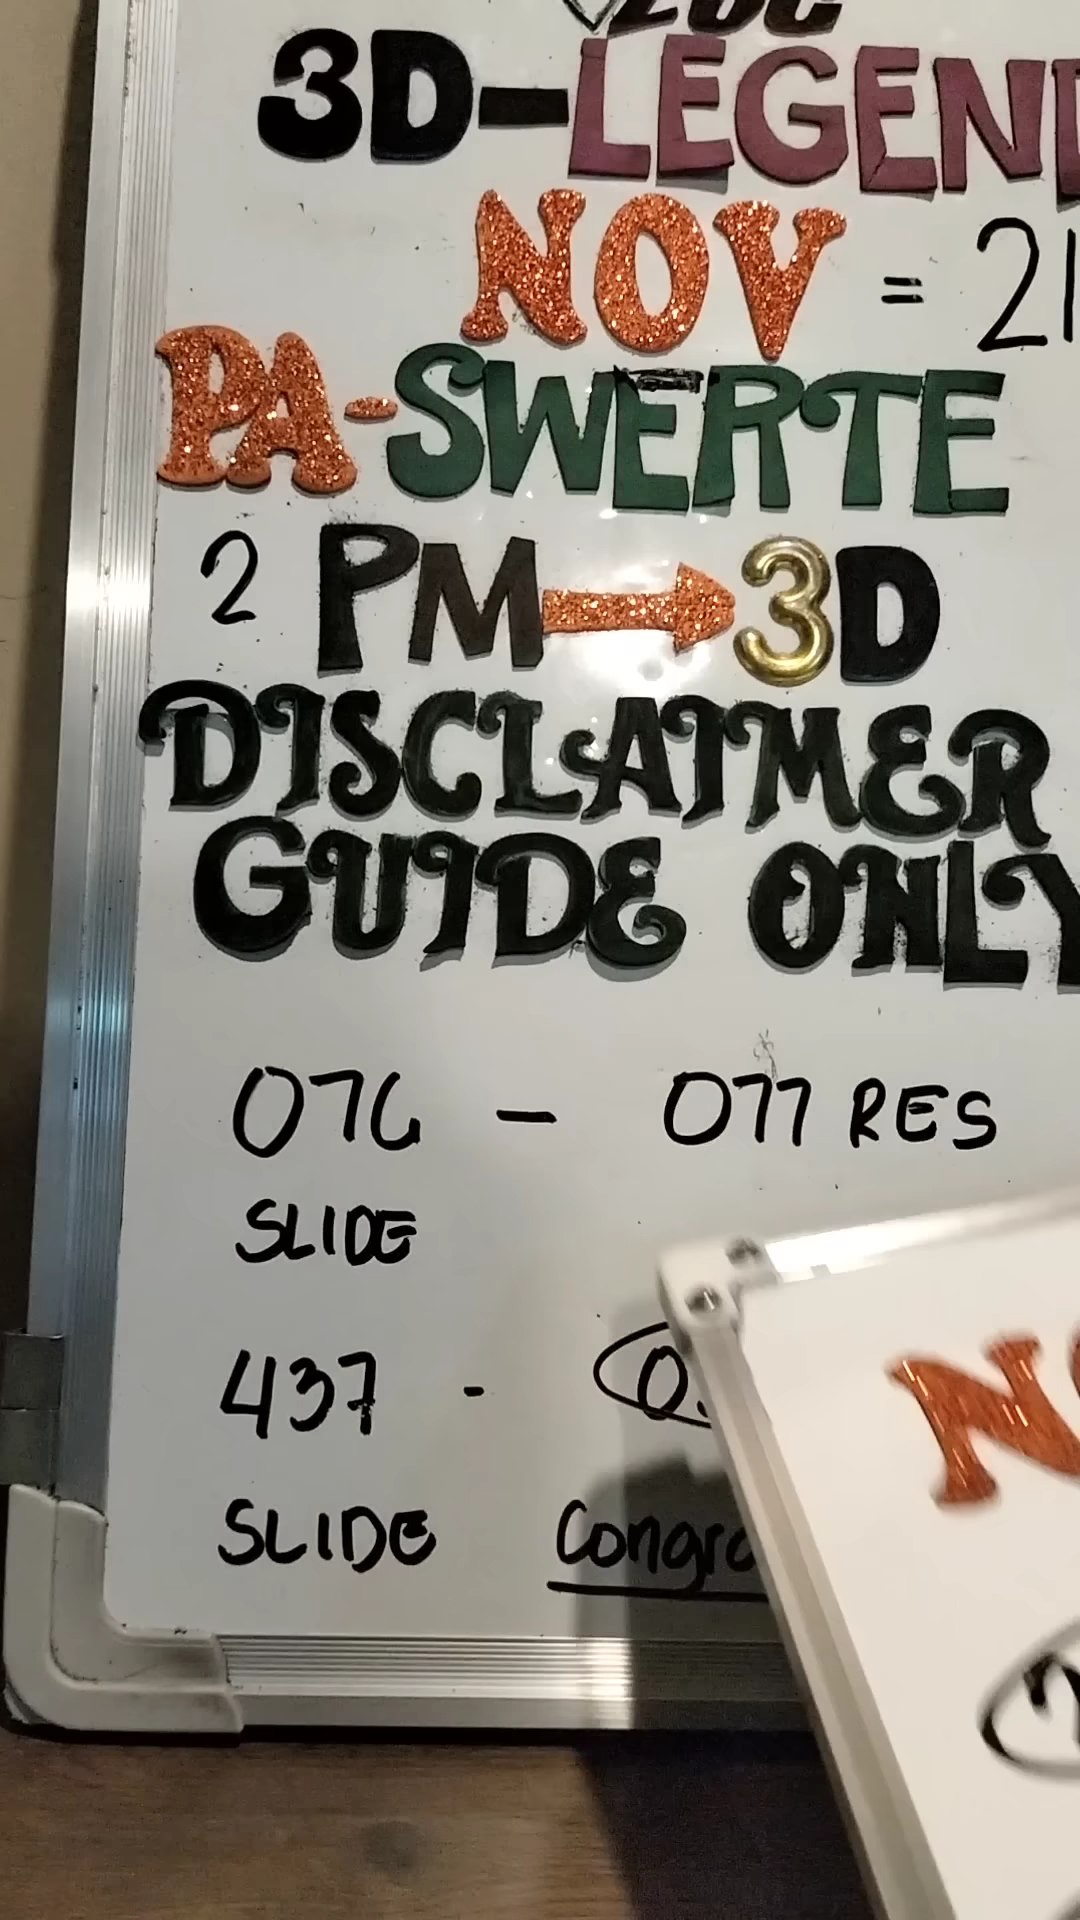 3D-LEGEND
NOV = 21
PA-SWERTE
2 PM → 3D
DISCLAIMER
GUIDE ONLY
076 - 077 RES
SLIDE
437 -
SLIDE